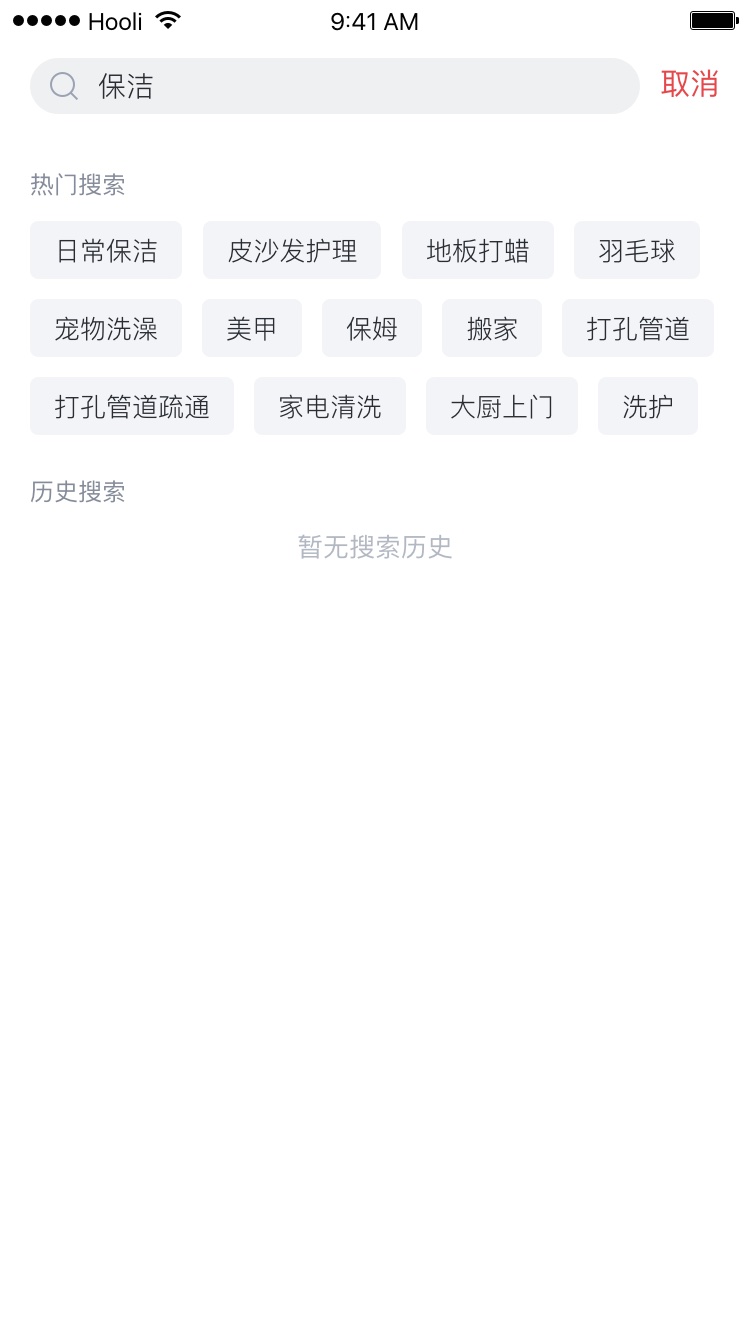 Hooli 9:41 AM
保洁 取消
热门搜索
日常保洁 皮沙发护理 地板打蜡 羽毛球
宠物洗澡 美甲 保姆 搬家 打孔管道
打孔管道疏通 家电清洗 大厨上门 洗护
历史搜索
暂无搜索历史